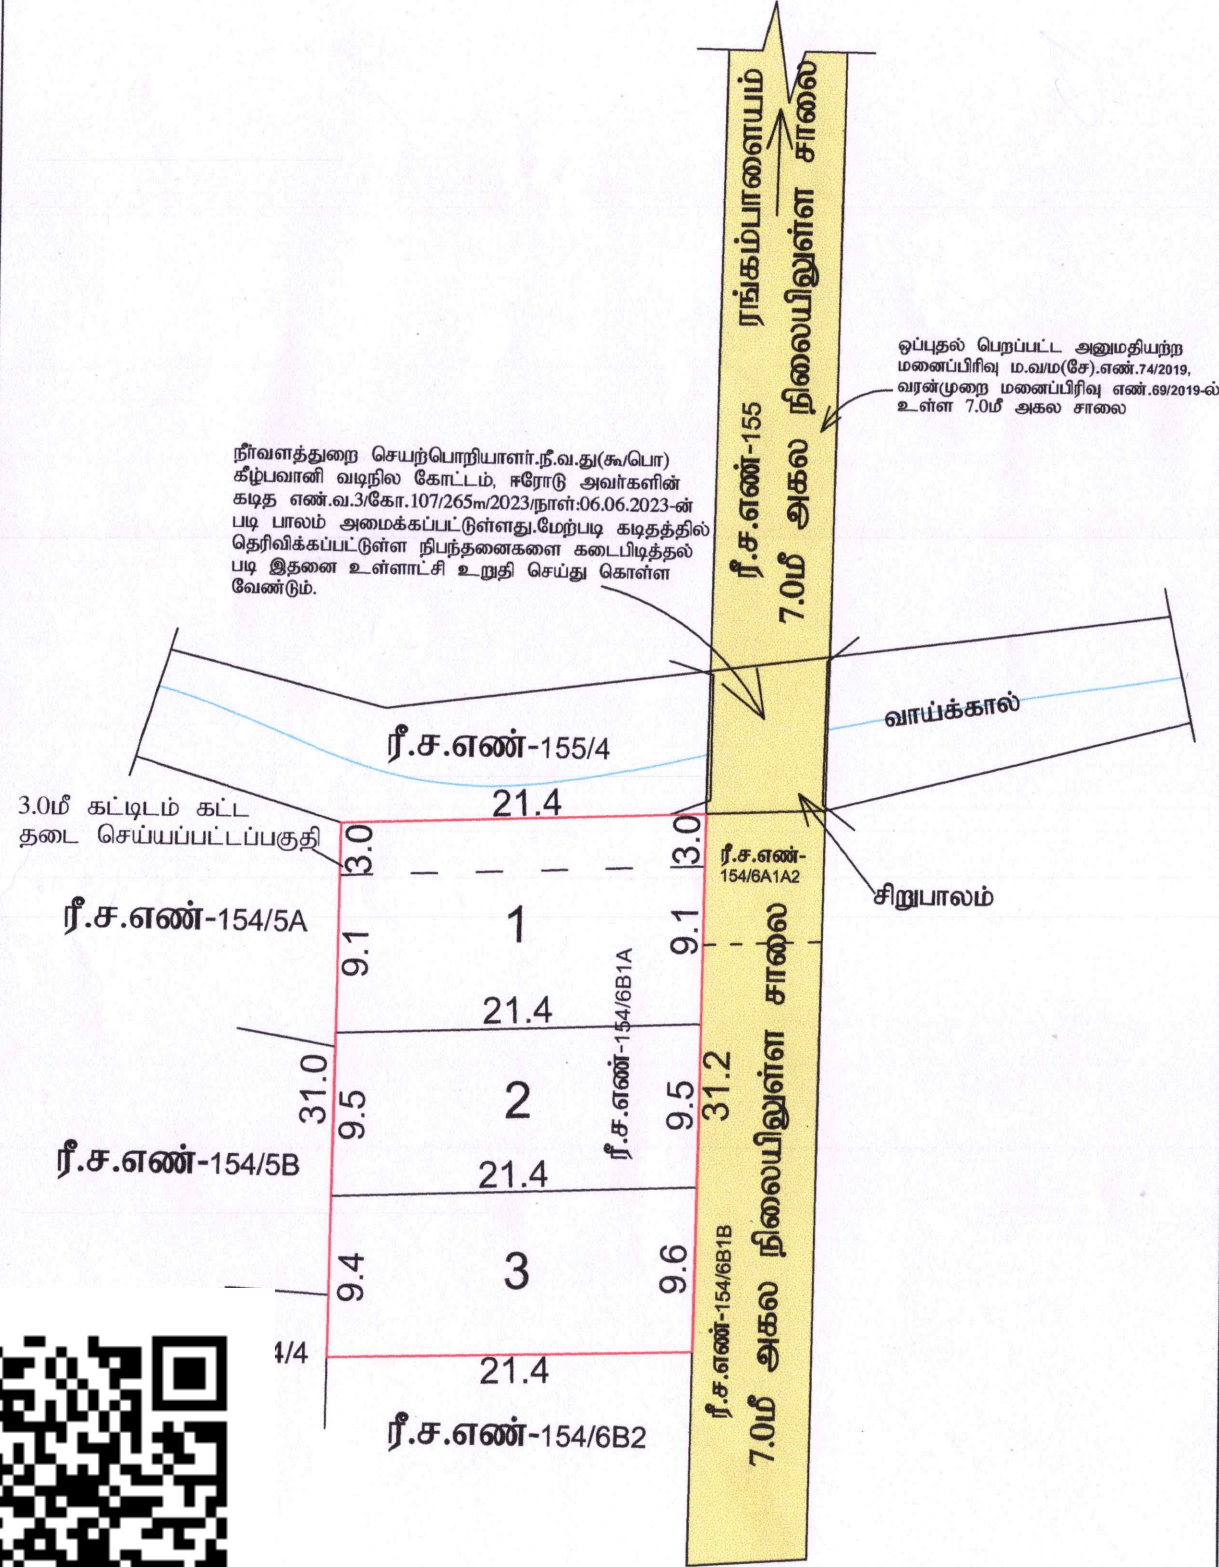 ரங்கம்பாளையம்
ரீ.ச.எண்-155
7.0மீ அகல நிலையிலுள்ள சாலை
ஒப்புதல் பெறப்பட்ட அனுமதியற்ற
மனைப்பிரிவு ம.வ/ம(சே).எண்.74/2019,
வரன்முறை மனைப்பிரிவு எண்.69/2019-ல்
உள்ள 7.0மீ அகல சாலை
நீர்வளத்துறை செயற்பொறியாளர்.நீ.வ.து(கூ/பொ)
கீழ்பவானி வடிநில கோட்டம், ஈரோடு அவர்களின்
கடித எண்.வ.3/கோ.107/265m/2023/நாள்:06.06.2023-ன்
படி பாலம் அமைக்கப்பட்டுள்ளது.மேற்படி கடிதத்தில்
தெரிவிக்கப்பட்டுள்ள நிபந்தனைகளை கடைபிடித்தல்
படி இதனை உள்ளாட்சி உறுதி செய்து கொள்ள
வேண்டும்.
வாய்க்கால்
ரீ.ச.எண்-155/4
21.4
3.0மீ கட்டிடம் கட்ட
தடை செய்யப்பட்டப்பகுதி
3.0
3.0
ரீ.ச.எண்-
154/6A1A2
சிறுபாலம்
ரீ.ச.எண்-154/5A
9.1
1
9.1
21.4
ரீ.ச.எண்-154/6B1A
31.0
9.5
2
9.5
31.2
7.0மீ அகல நிலையிலுள்ள சாலை
ரீ.ச.எண்-154/5B
21.4
9.4
3
9.6
ரீ.ச.எண்-154/6B1B
4/4
21.4
ரீ.ச.எண்-154/6B2